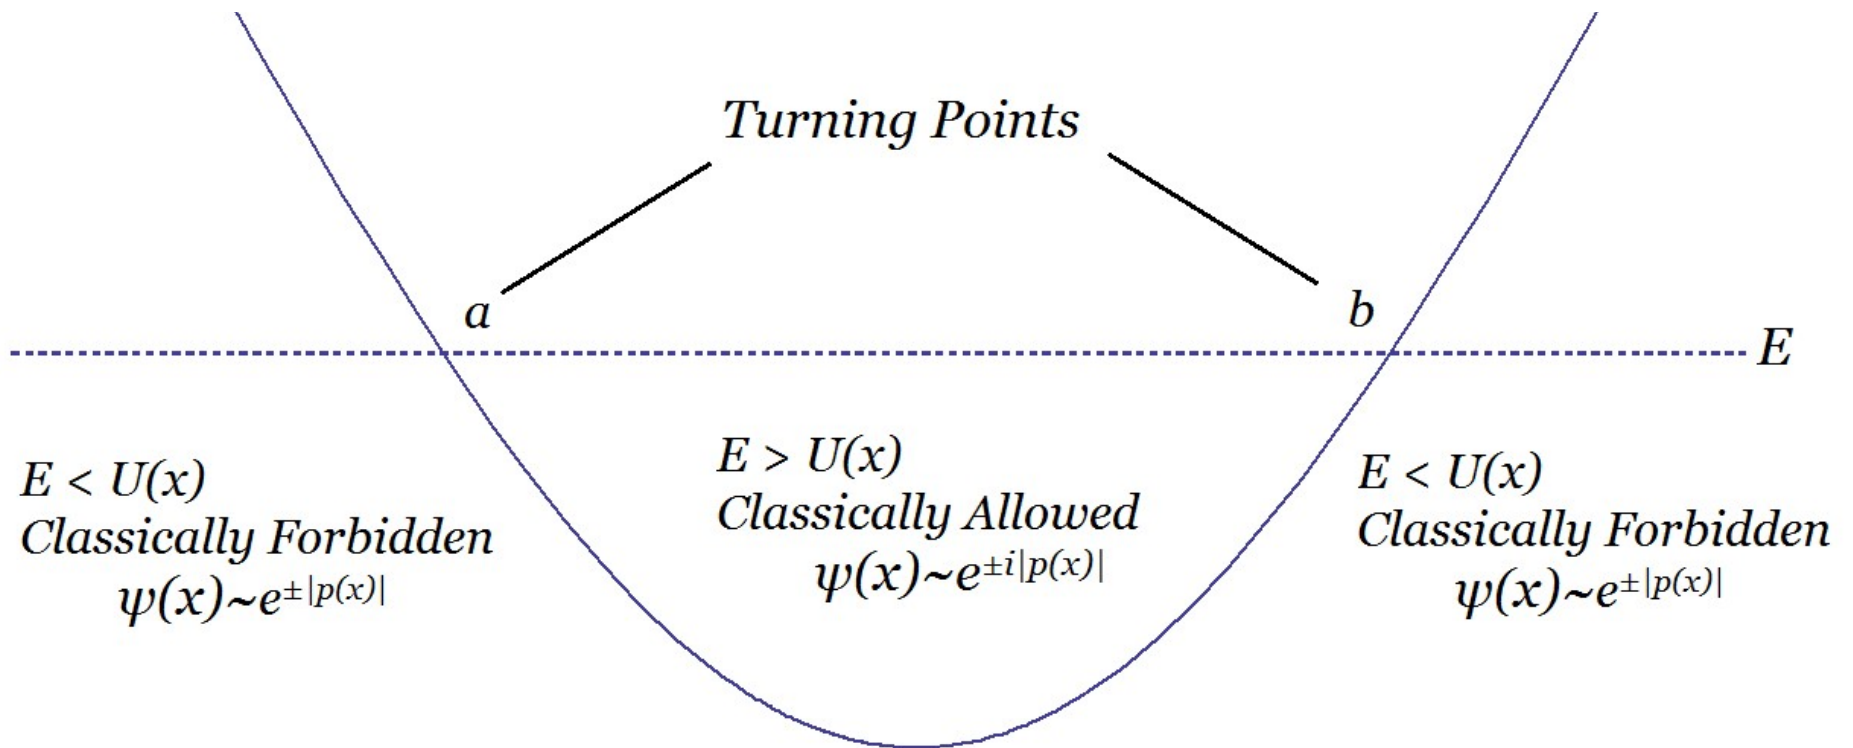 Turning Points
a
b
E
E < U(x)
Classically Forbidden
ψ(x)~e^{±|p(x)|}
E > U(x)
Classically Allowed
ψ(x)~e^{±i|p(x)|}
E < U(x)
Classically Forbidden
ψ(x)~e^{±|p(x)|}